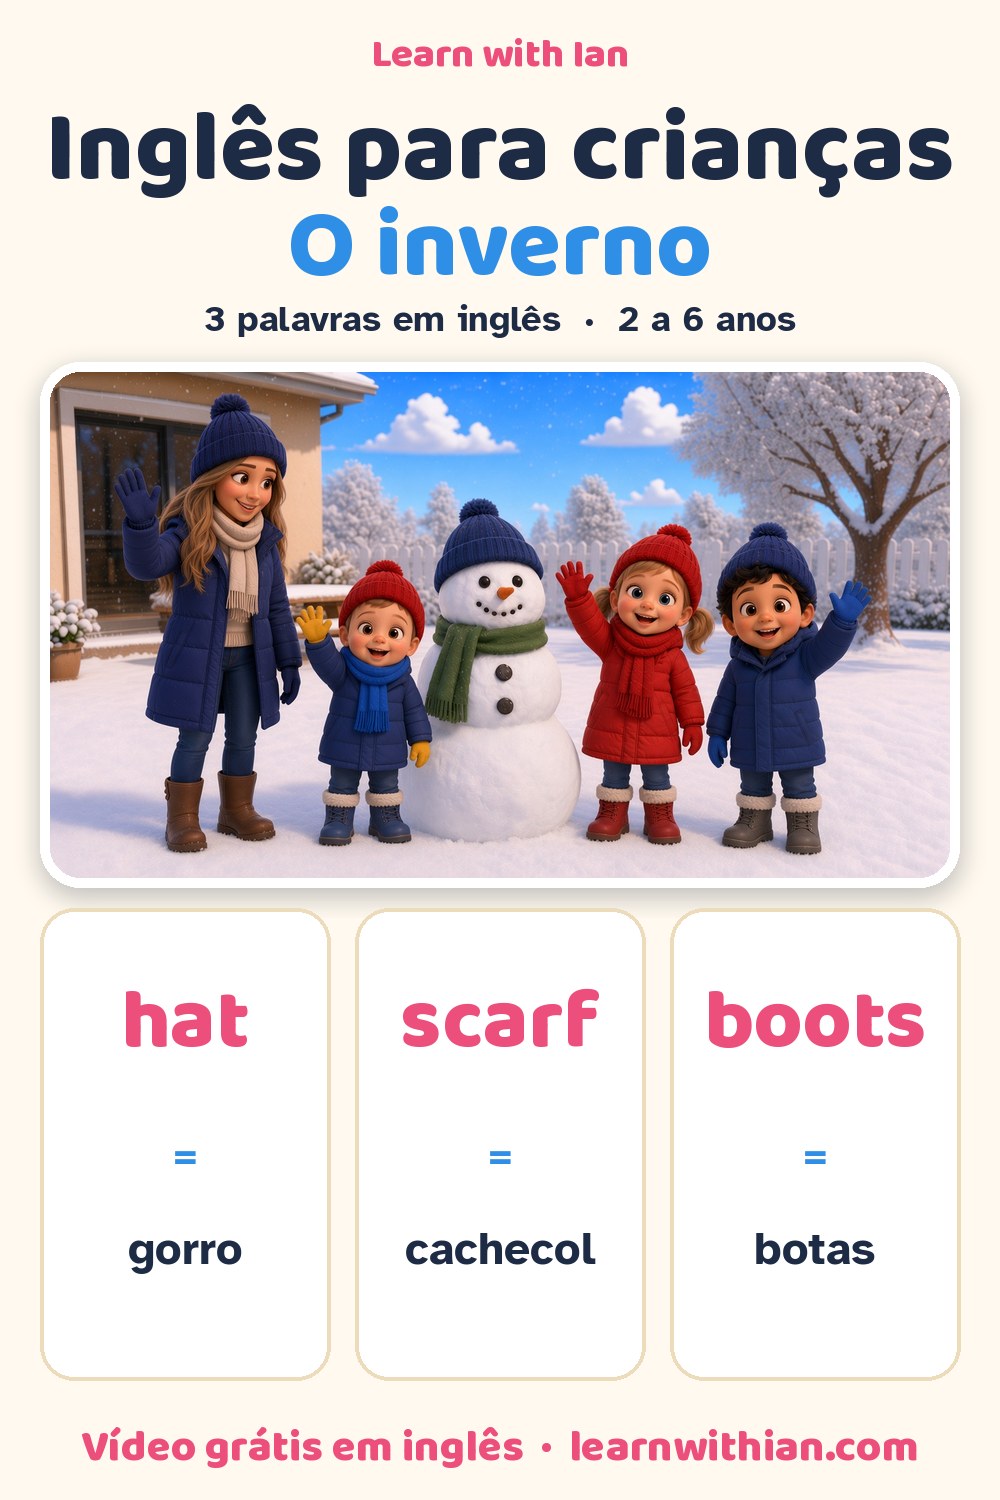 Learn with Ian
Inglês para crianças
O inverno
3 palavras em inglês · 2 a 6 anos
hat
=
gorro
scarf
=
cachecol
boots
=
botas
Vídeo grátis em inglês · learnwithian.com